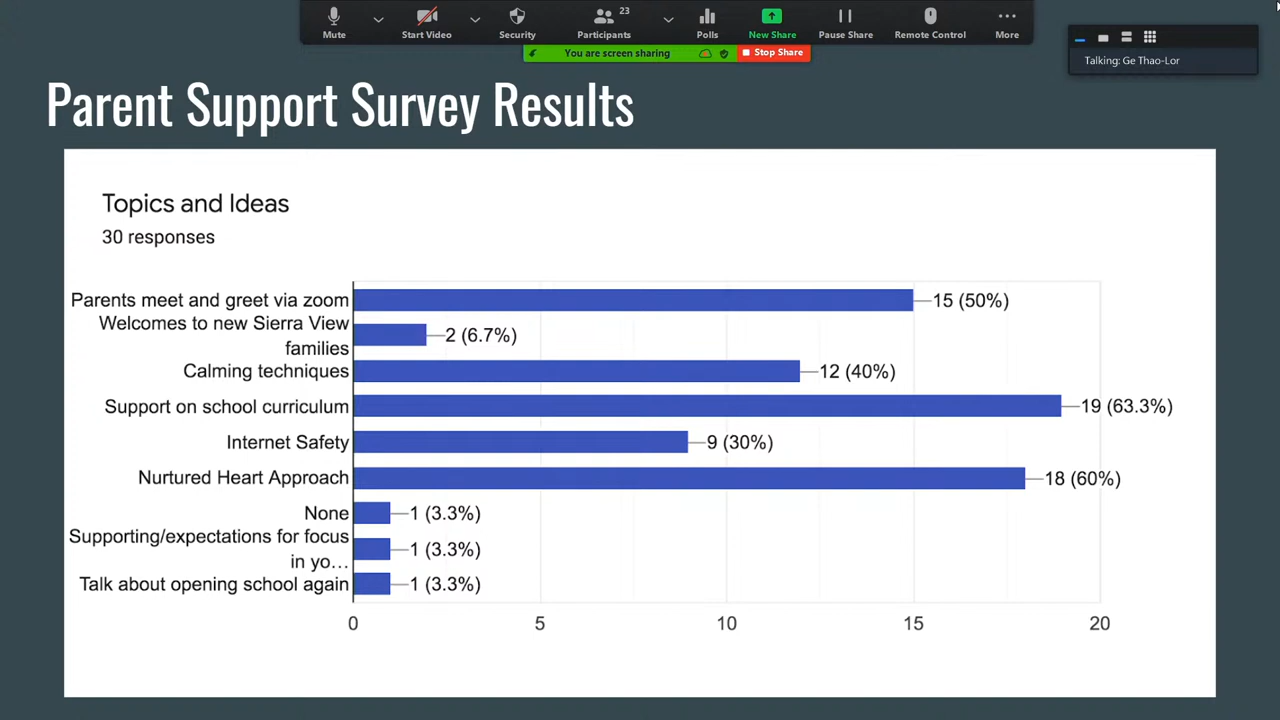 23
Mute
Start Video
Security
Participants
Polls
New Share
Pause Share
Remote Control
More
You are screen sharing
Stop Share
Talking: Ge Thao-Lor
Parent Support Survey Results
Topics and Ideas
30 responses
Parents meet and greet via zoom 15 (50%)
Welcomes to new Sierra View
families 2 (6.7%)
Calming techniques 12 (40%)
Support on school curriculum 19 (63.3%)
Internet Safety 9 (30%)
Nurtured Heart Approach 18 (60%)
None 1 (3.3%)
Supporting/expectations for focus
in yo… 1 (3.3%)
Talk about opening school again 1 (3.3%)
0 5 10 15 20